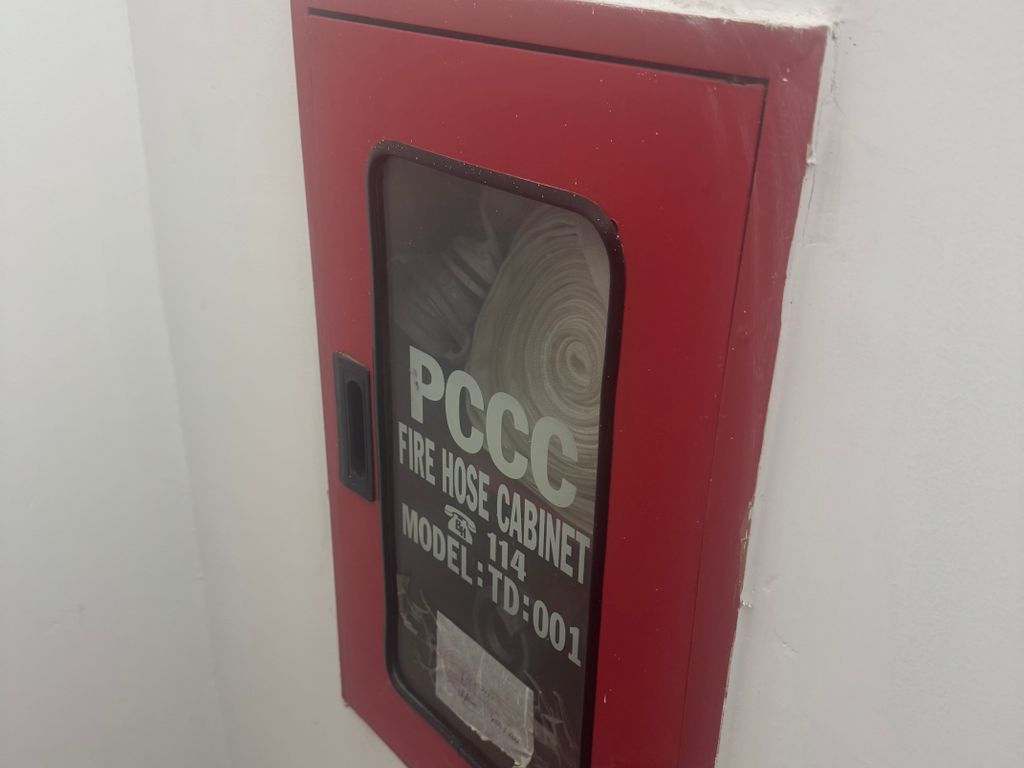 PCCC
FIRE HOSE CABINET
☎ 114
MODEL:TD:001